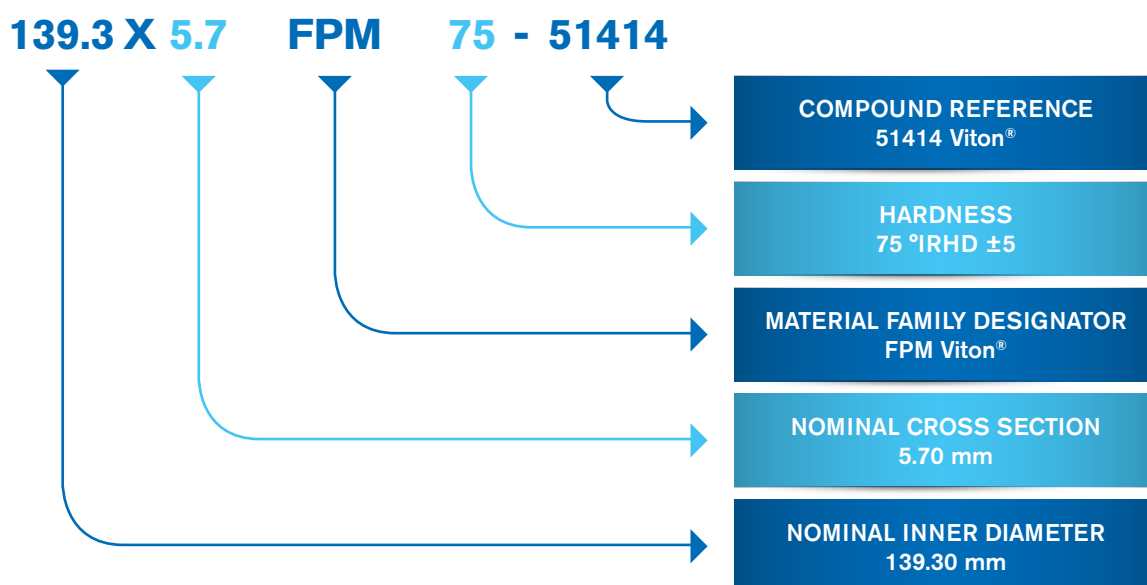 139.3 X 5.7 FPM 75 - 51414
COMPOUND REFERENCE
51414 Viton®
HARDNESS
75 °IRHD ±5
MATERIAL FAMILY DESIGNATOR
FPM Viton®
NOMINAL CROSS SECTION
5.70 mm
NOMINAL INNER DIAMETER
139.30 mm